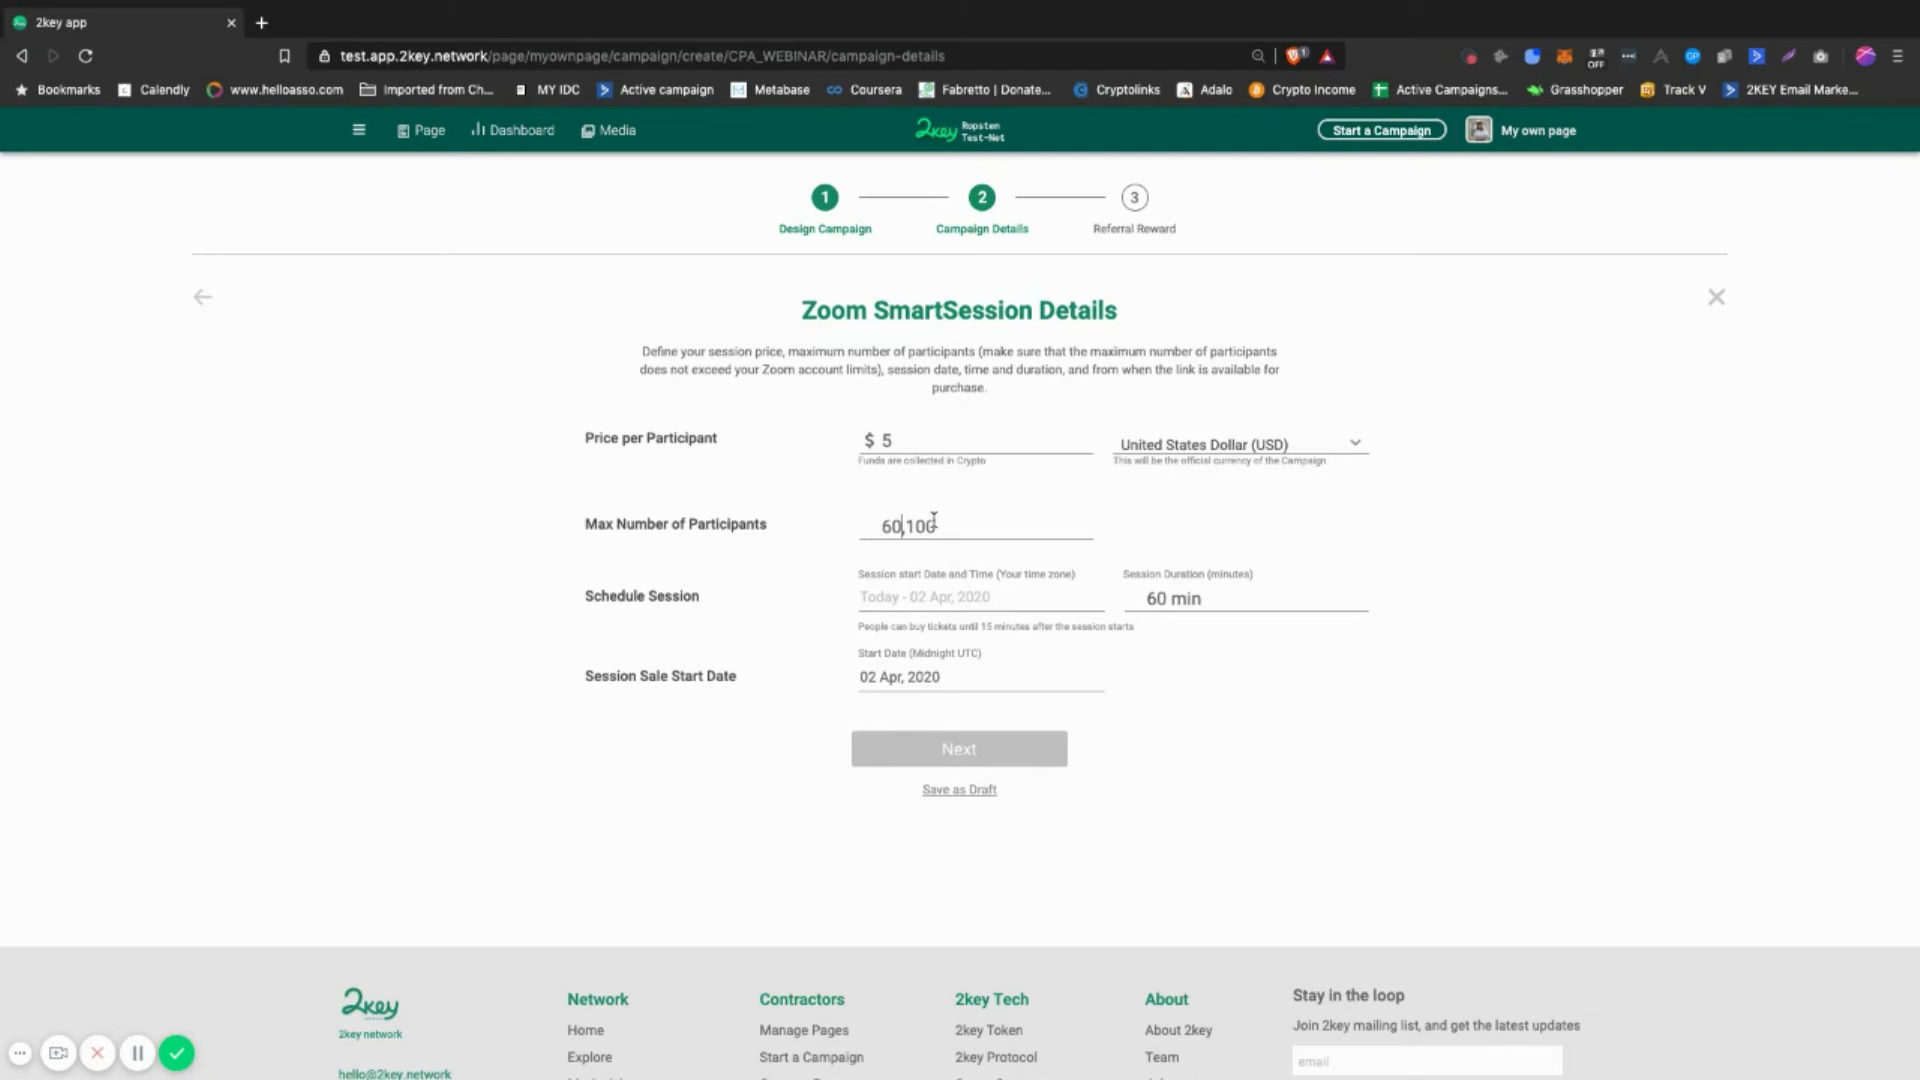 2key app
test.app.2key.network/page/myownpage/campaign/create/CPA_WEBINAR/campaign-details
Bookmarks Calendly www.helloasso.com Imported from Ch... MY IDC Active campaign Metabase Coursera Fabretto | Donate... Cryptolinks Adalo Crypto Income Active Campaigns... Grasshopper Track V 2KEY Email Marke...
Page Dashboard Media 2key Ropsten Test-Net Start a Campaign My own page
1 2 3
Design Campaign Campaign Details Referral Reward
Zoom SmartSession Details
Define your session price, maximum number of participants (make sure that the maximum number of participants
does not exceed your Zoom account limits), session date, time and duration, and from when the link is available for
purchase.
Price per Participant $ 5 United States Dollar (USD)
Funds are collected in Crypto This will be the official currency of the Campaign
Max Number of Participants 60,100
Session start Date and Time (Your time zone) Session Duration (minutes)
Schedule Session Today - 02 Apr, 2020 60 min
People can buy tickets until 15 minutes after the session starts
Start Date (Midnight UTC)
Session Sale Start Date 02 Apr, 2020
Next
Save as Draft
2key Network Contractors 2key Tech About Stay in the loop
2key network Home Manage Pages 2key Token About 2key Join 2key mailing list, and get the latest updates
Explore Start a Campaign 2key Protocol Team email
hello@2key.network